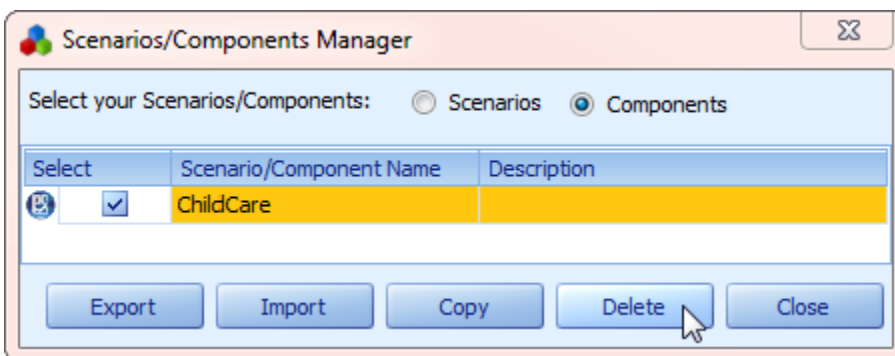 Scenarios/Components Manager
Select your Scenarios/Components: Scenarios Components
Select Scenario/Component Name Description
ChildCare
Export Import Copy Delete Close